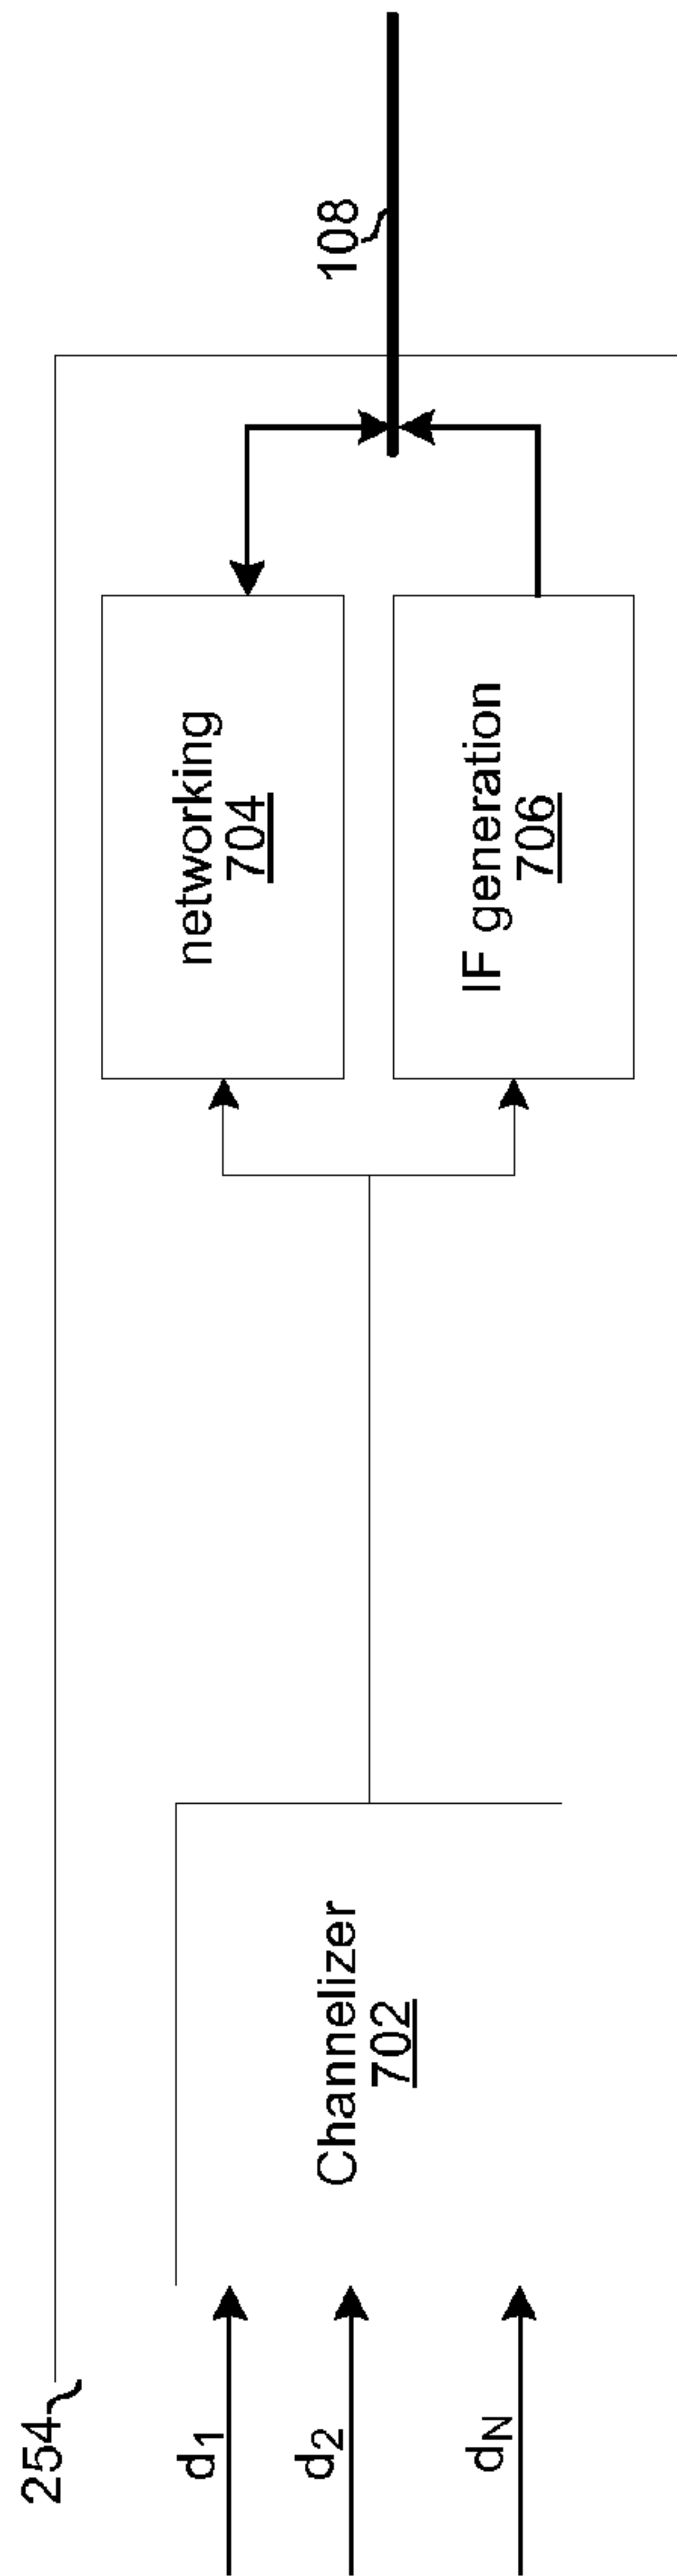 254
d1
d2
dN
Channelizer
702
networking
704
IF generation
706
108